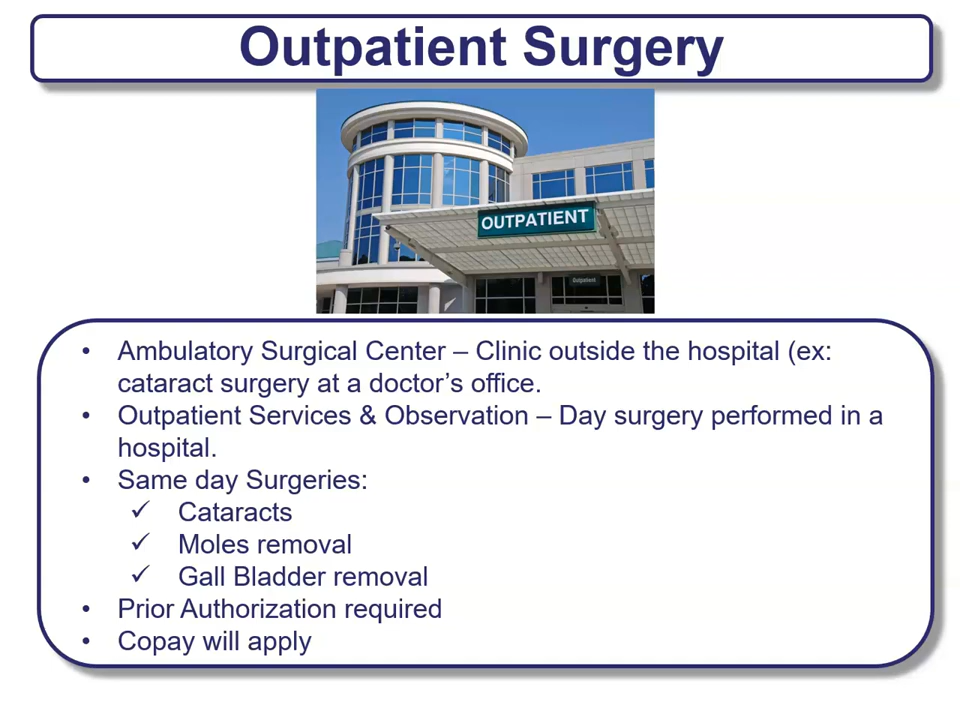 Outpatient Surgery
OUTPATIENT
Outpatient
• Ambulatory Surgical Center – Clinic outside the hospital (ex:
cataract surgery at a doctor’s office.
• Outpatient Services & Observation – Day surgery performed in a
hospital.
• Same day Surgeries:
✓ Cataracts
✓ Moles removal
✓ Gall Bladder removal
• Prior Authorization required
• Copay will apply